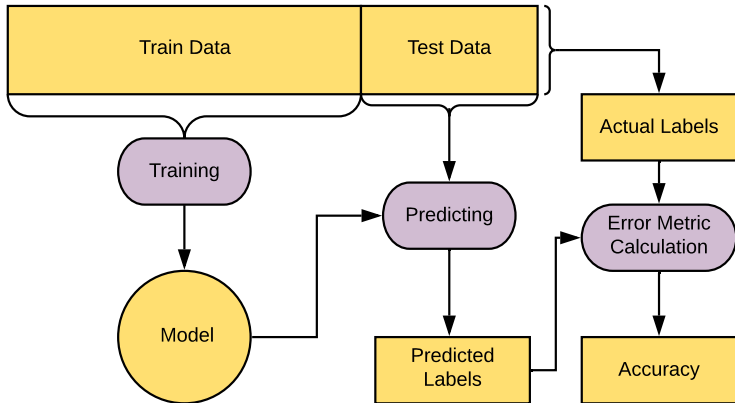 Train Data
Test Data
Actual Labels
Training
Predicting
Error Metric
Calculation
Model
Predicted
Labels
Accuracy